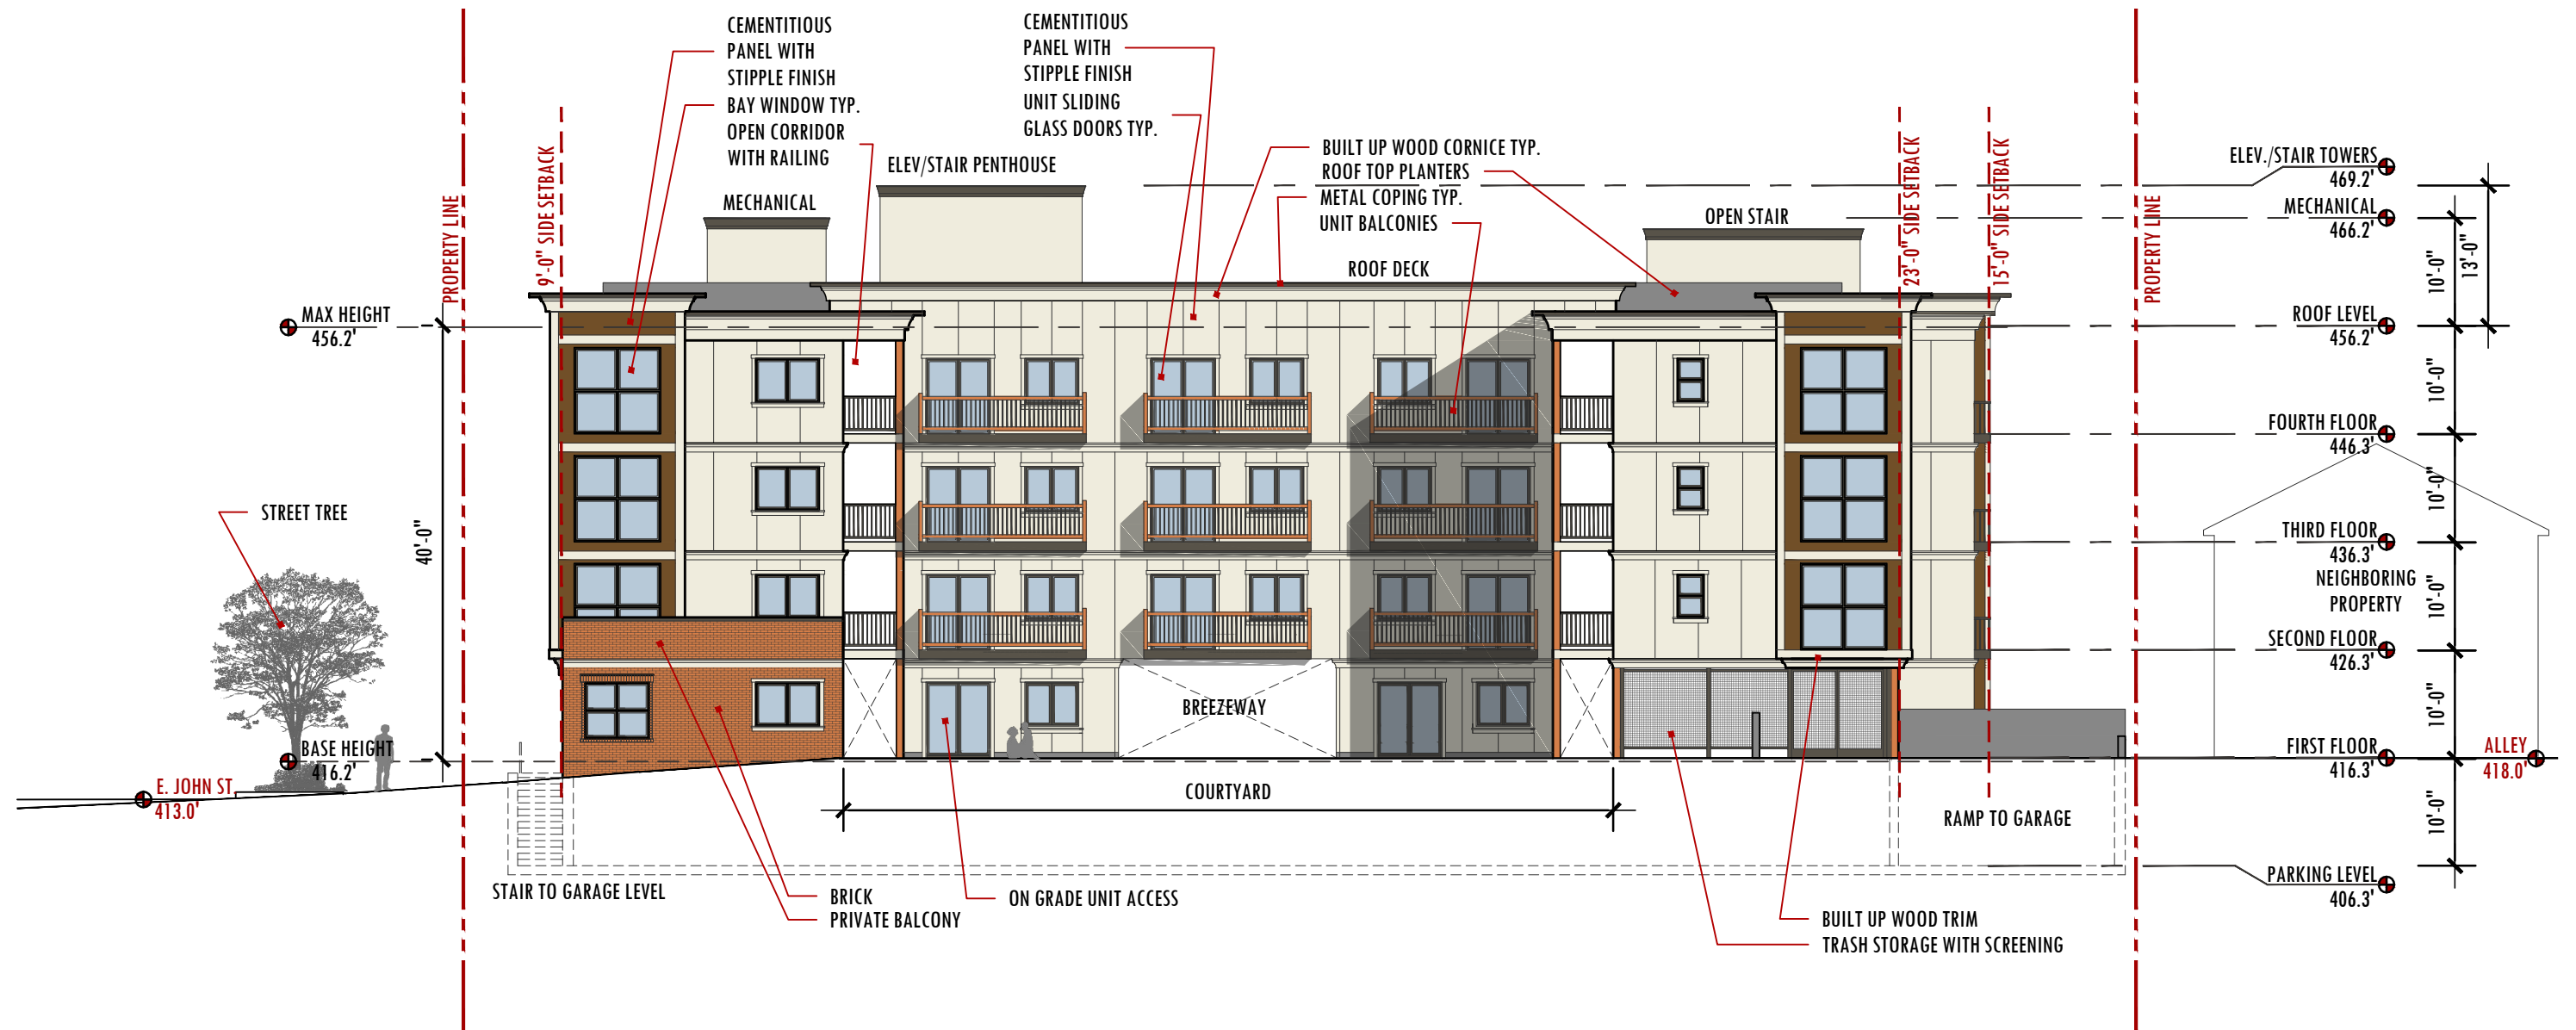 CEMENTITIOUS
PANEL WITH
STIPPLE FINISH
BAY WINDOW TYP.
OPEN CORRIDOR
WITH RAILING
CEMENTITIOUS
PANEL WITH
STIPPLE FINISH
UNIT SLIDING
GLASS DOORS TYP.
ELEV/STAIR PENTHOUSE
MECHANICAL
BUILT UP WOOD CORNICE TYP.
ROOF TOP PLANTERS
METAL COPING TYP.
UNIT BALCONIES
ROOF DECK
OPEN STAIR
PROPERTY LINE
9'-0" SIDE SETBACK
23'-0" SIDE SETBACK
15'-0" SIDE SETBACK
PROPERTY LINE
ELEV./STAIR TOWERS
469.2'
MECHANICAL
466.2'
10'-0"
13'-0"
MAX HEIGHT
456.2'
ROOF LEVEL
456.2'
10'-0"
FOURTH FLOOR
446.3'
10'-0"
THIRD FLOOR
436.3'
NEIGHBORING
PROPERTY
10'-0"
SECOND FLOOR
426.3'
10'-0"
FIRST FLOOR
416.3'
ALLEY
418.0'
10'-0"
PARKING LEVEL
406.3'
STREET TREE
40'-0"
BASE HEIGHT
416.2'
E. JOHN ST.
413.0'
BREEZEWAY
COURTYARD
RAMP TO GARAGE
STAIR TO GARAGE LEVEL
BRICK
PRIVATE BALCONY
ON GRADE UNIT ACCESS
BUILT UP WOOD TRIM
TRASH STORAGE WITH SCREENING